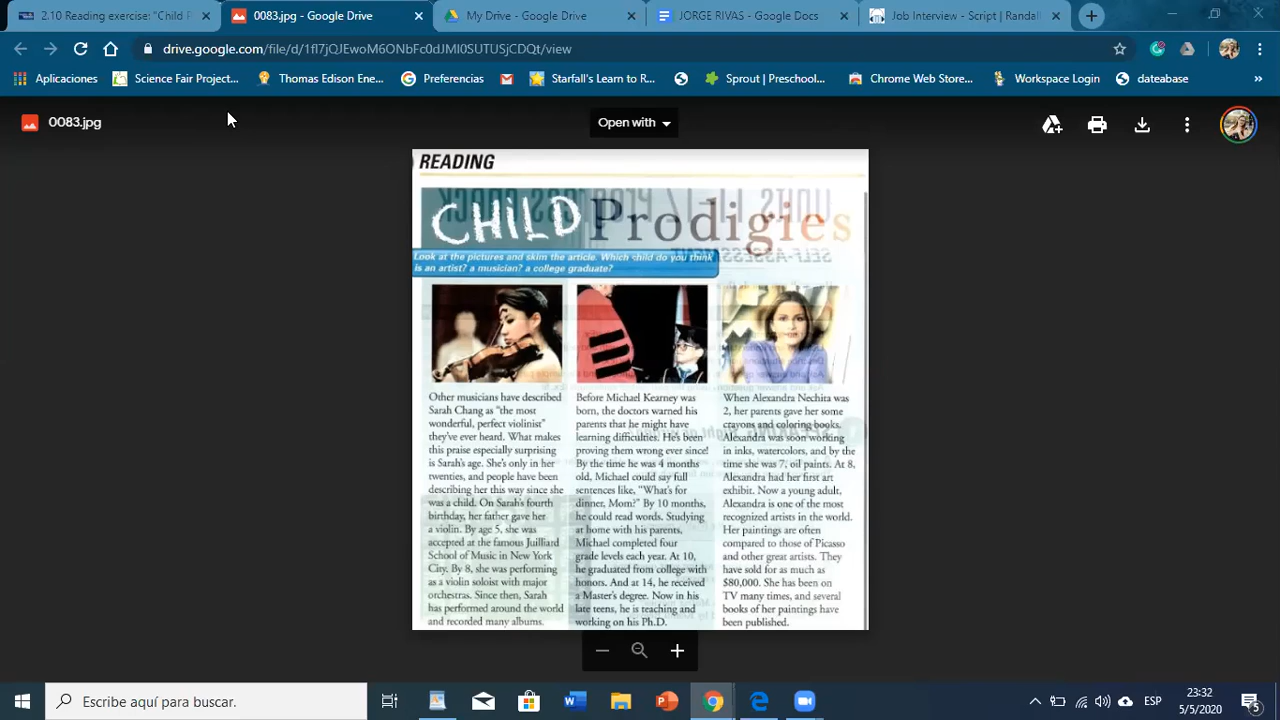 2.10 Reading exercises "Child P
0083.jpg - Google Drive
My Drive - Google Drive
JORGE RIVAS - Google Docs
Job Interview - Script | Randall
drive.google.com/file/d/1fI7jQJEwoM6ONbFc0dJMI0SUTUSjCDQt/view
Aplicaciones
Science Fair Project...
Thomas Edison Ene...
Preferencias
Starfall's Learn to R...
Sprout | Preschool...
Chrome Web Store...
Workspace Login
dateabase
»
0083.jpg
Open with
READING
CHILD Prodigies
Look at the pictures and skim the article. Which child do you think
is an artist? a musician? a college graduate?
Other musicians have described
Sarah Chang as "the most
wonderful, perfect violinist"
they've ever heard. What makes
this praise especially surprising
is Sarah's age. She's only in her
twenties, and people have been
describing her this way since she
was a child. On Sarah's fourth
birthday, her father gave her
a violin. By age 5, she was
accepted at the famous Juilliard
School of Music in New York
City. By 8, she was performing
as a violin soloist with major
orchestras. Since then, Sarah
has performed around the world
and recorded many albums.
Before Michael Kearney was
born, the doctors warned his
parents that he might have
learning difficulties. He's been
proving them wrong ever since!
By the time he was 4 months
old, Michael could say full
sentences like, "What's for
dinner, Mom?" By 10 months,
he could read words. Studying
at home with his parents,
Michael completed four
grade levels each year. At 10,
he graduated from college with
honors. And at 14, he received
a Master's degree. Now in his
late teens, he is teaching and
working on his Ph.D.
When Alexandra Nechita was
2, her parents gave her some
crayons and coloring books.
Alexandra was soon working
in inks, watercolors, and by the
time she was 7, oil paints. At 8,
Alexandra had her first art
exhibit. Now a young adult,
Alexandra is one of the most
recognized artists in the world.
Her paintings are often
compared to those of Picasso
and other great artists. They
have sold for as much as
$80,000. She has been on
TV many times, and several
books of her paintings have
been published.
Escribe aquí para buscar.
ESP
23:32
5/5/2020
5